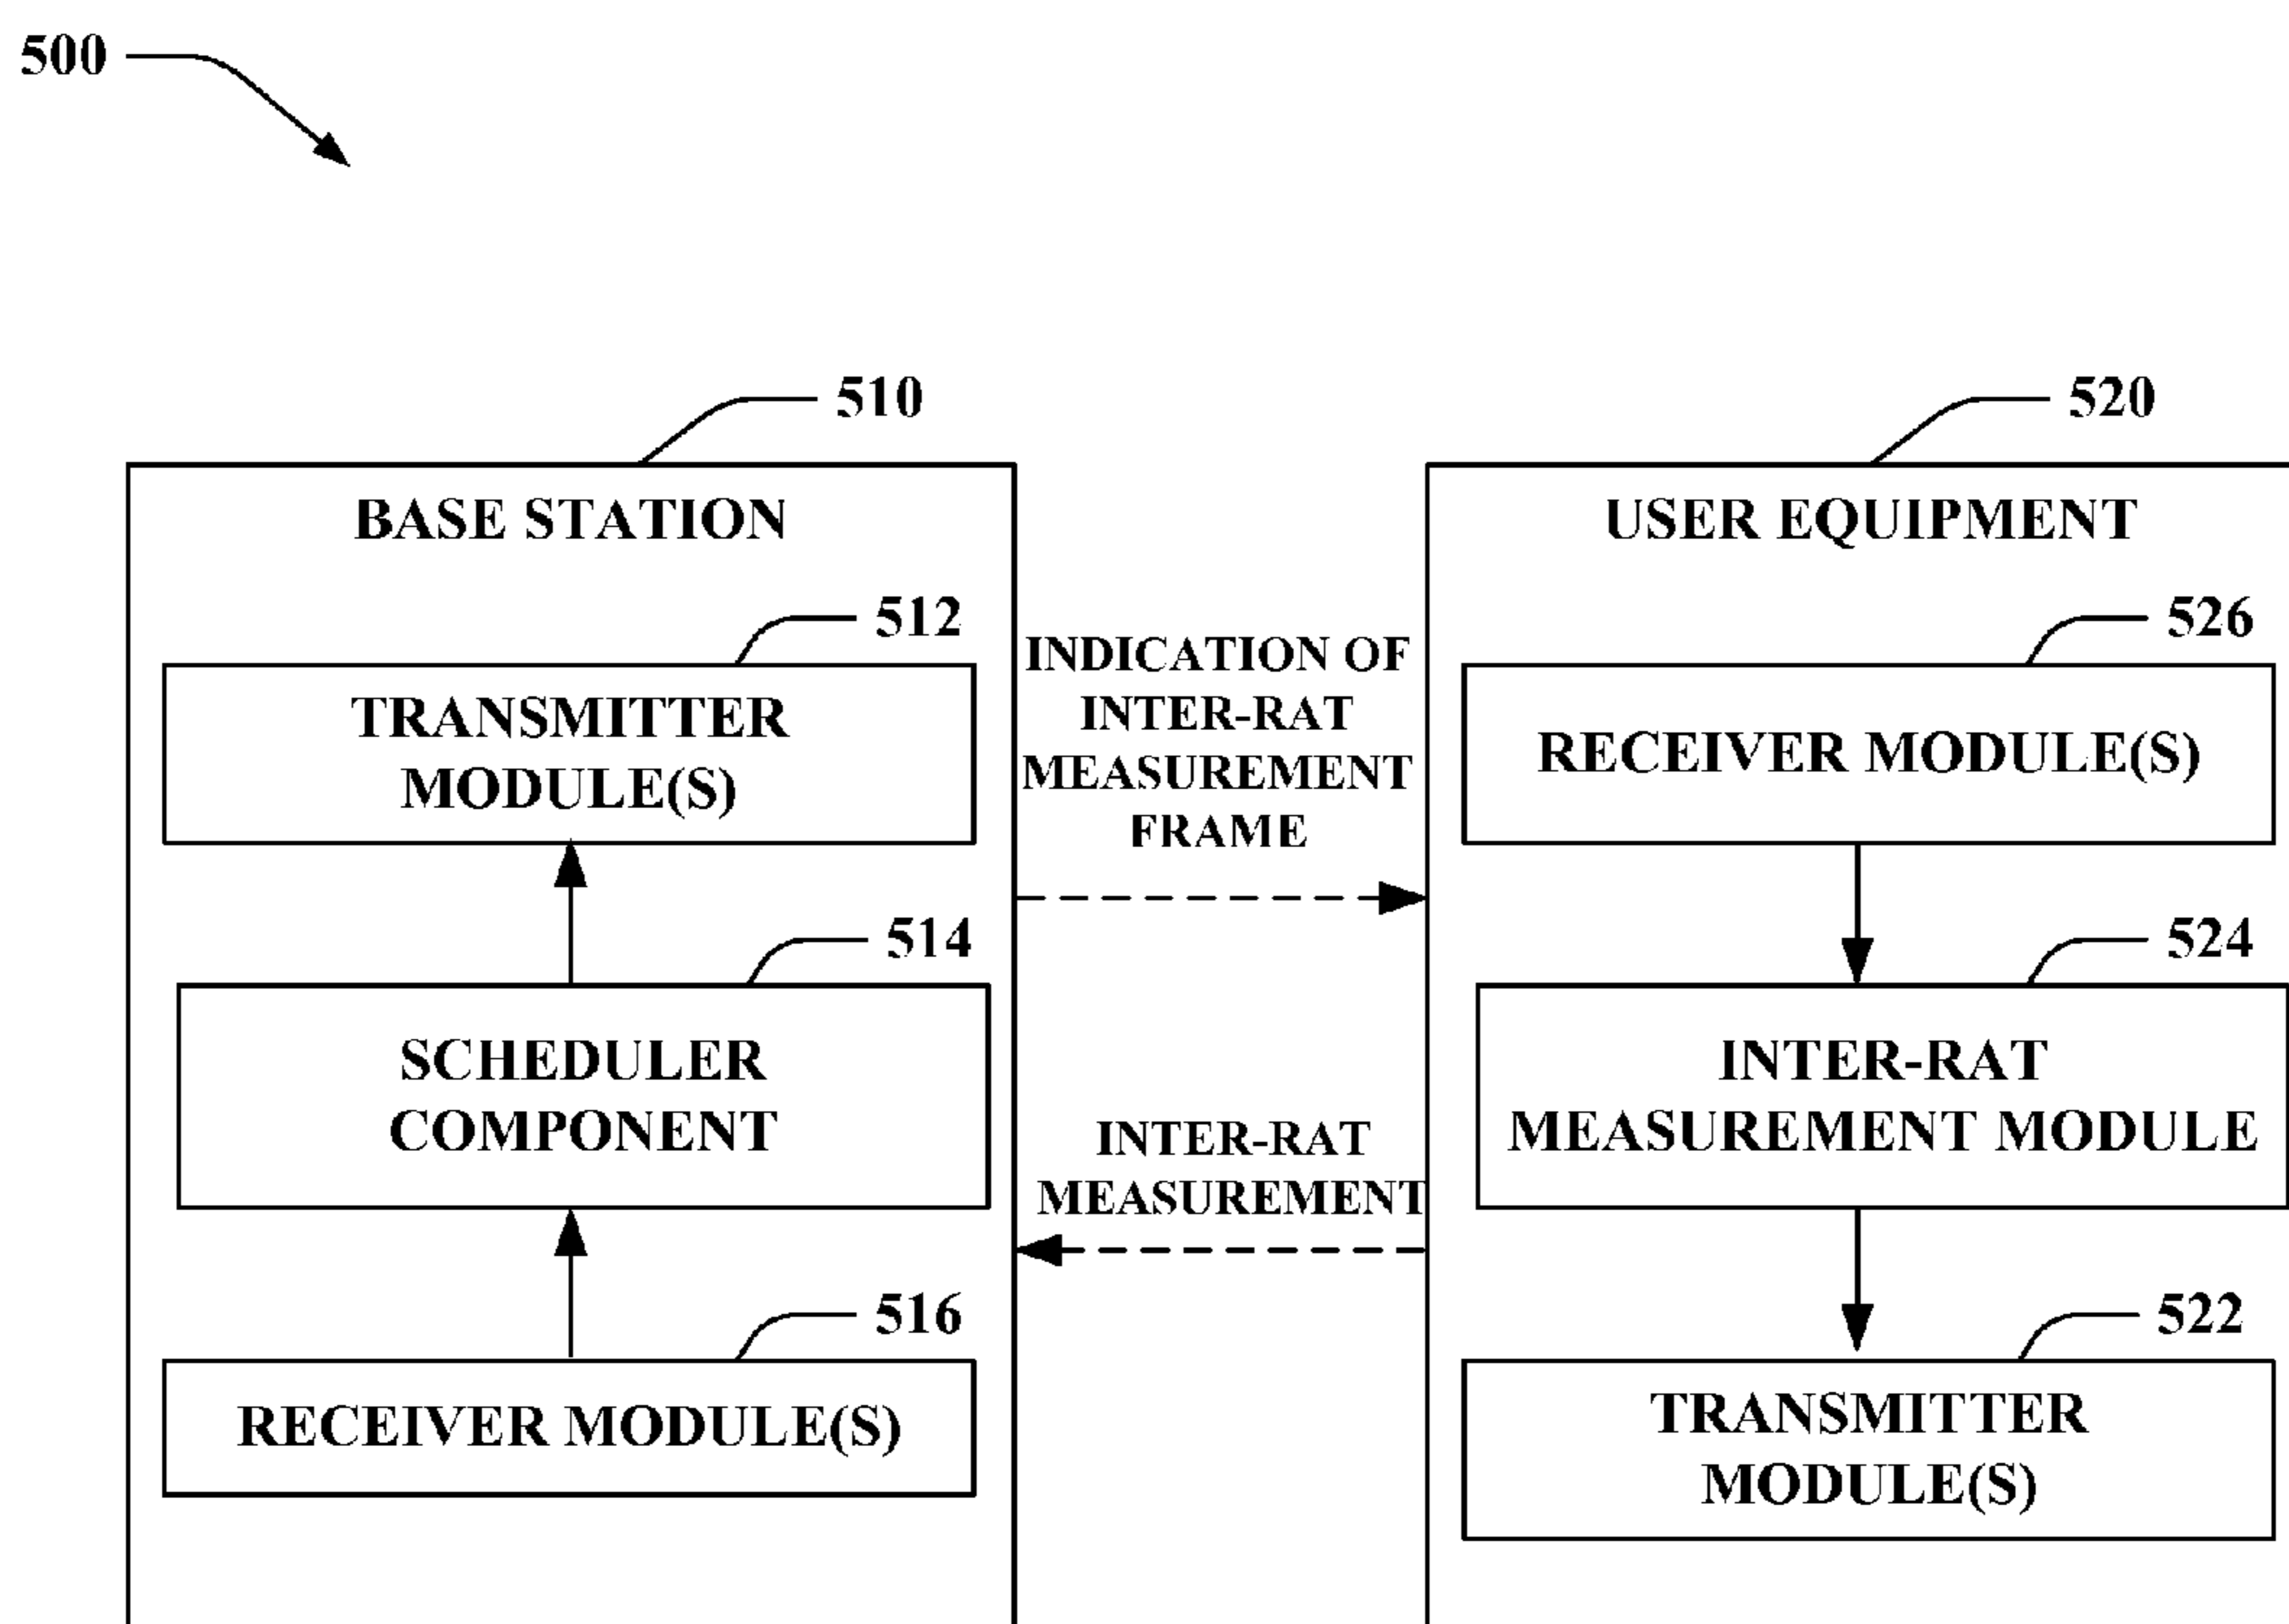 500
510
BASE STATION
512
TRANSMITTER
MODULE(S)
514
SCHEDULER
COMPONENT
516
RECEIVER MODULE(S)
INDICATION OF
INTER-RAT
MEASUREMENT
FRAME
INTER-RAT
MEASUREMENT
520
USER EQUIPMENT
526
RECEIVER MODULE(S)
524
INTER-RAT
MEASUREMENT MODULE
522
TRANSMITTER
MODULE(S)